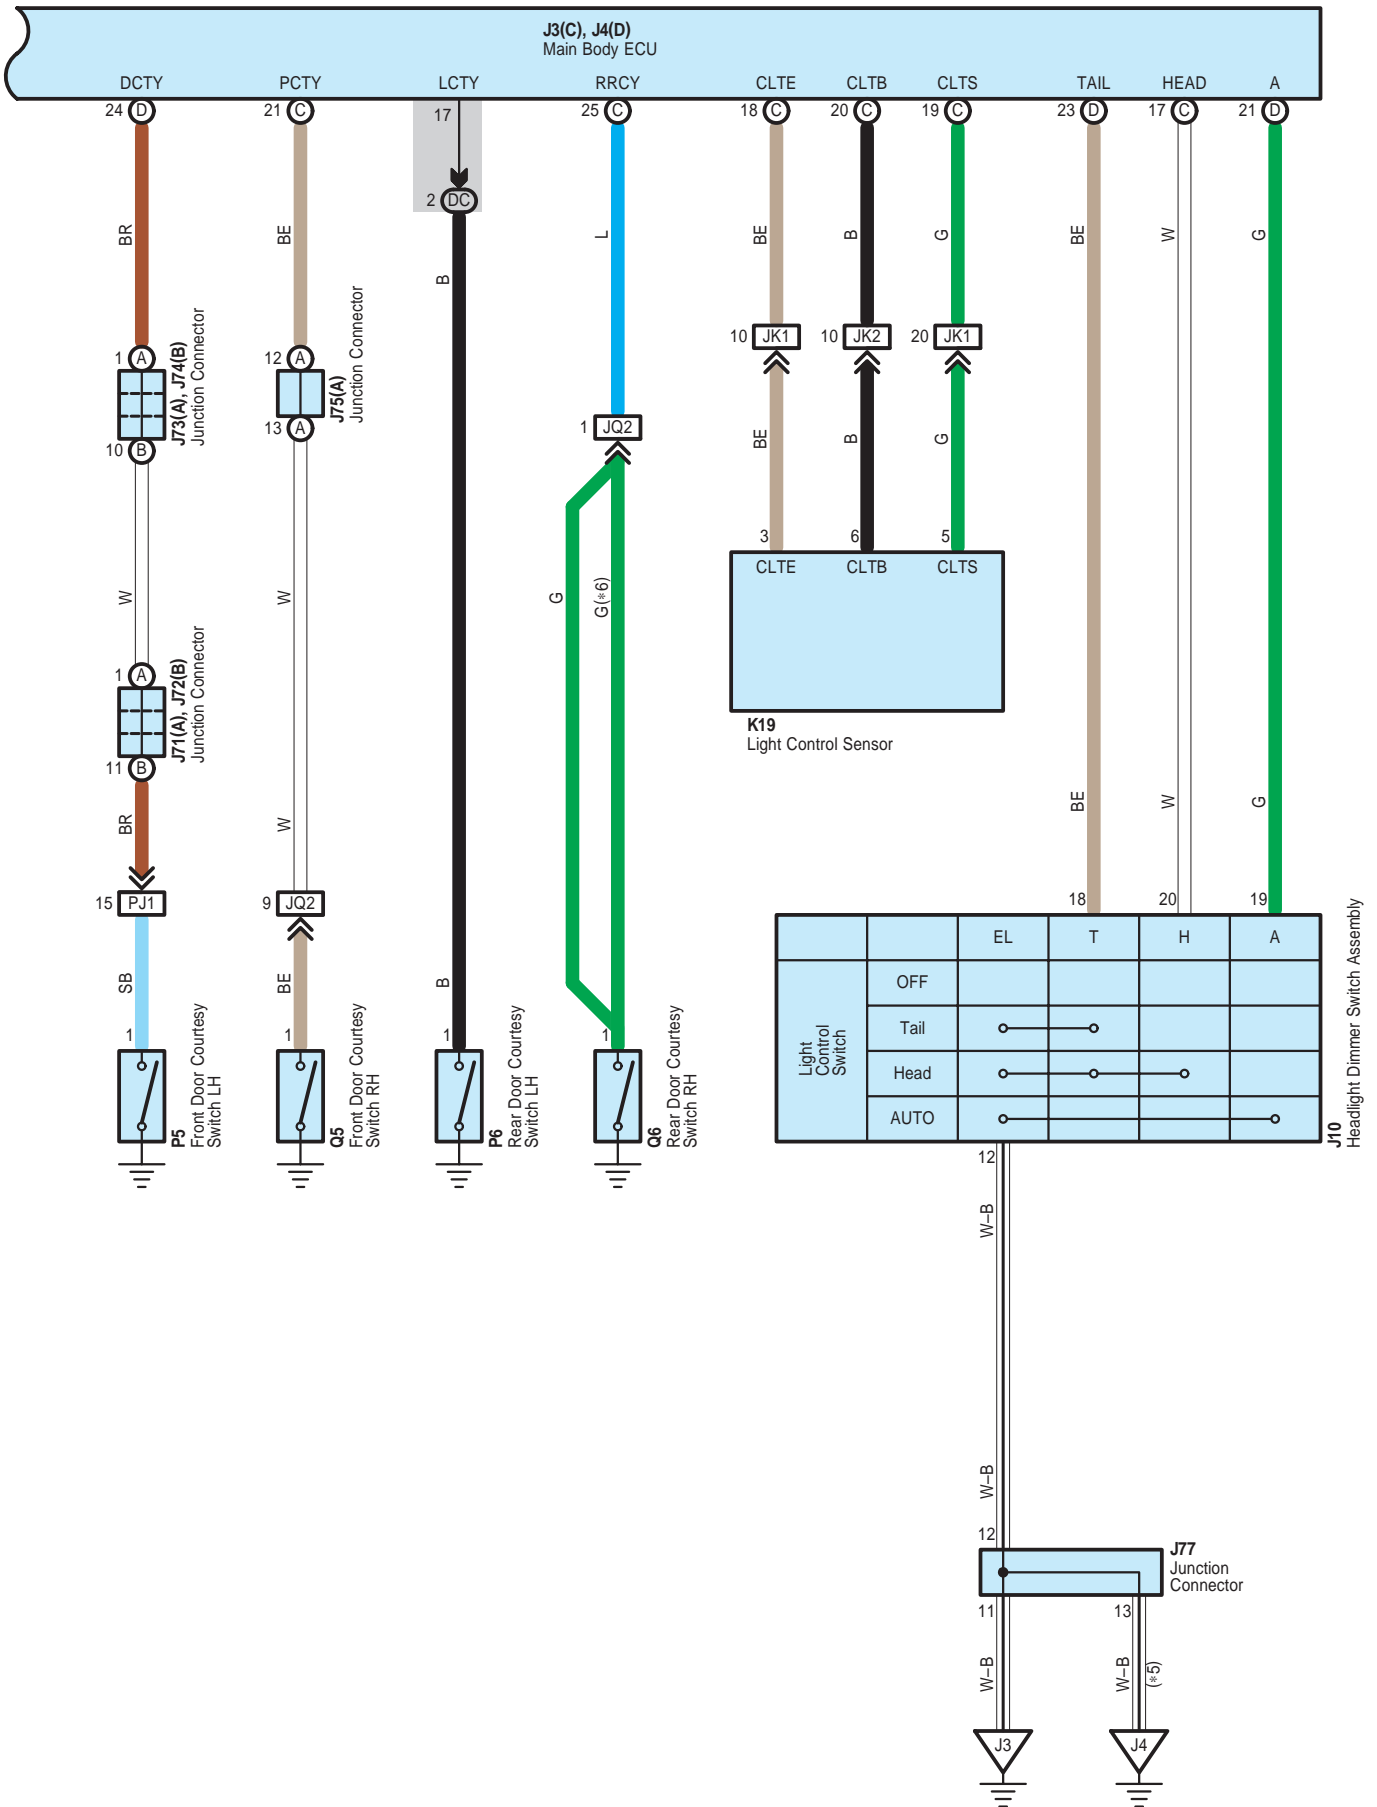 J3(C), J4(D)
Main Body ECU
DCTY PCTY LCTY RRCY CLTE CLTB CLTS TAIL HEAD A
24 D 21 C 17 25 C 18 C 20 C 19 C 23 D 17 C 21 D
2 DC
BR BE B L BE B G BE W G
10 JK1 10 JK2 20 JK1
1 A
J73(A), J74(B)
Junction Connector
10 B
12 A
J75(A)
Junction Connector
13 A
1 JQ2
BE B G
3 6 5
CLTE CLTB CLTS
K19
Light Control Sensor
W W G G(*6)
1 A
J71(A), J72(B)
Junction Connector
11 B
BR W BE W G
15 PJ1 9 JQ2
18 20 19
SB BE B
1 1 1 1
P5
Front Door Courtesy
Switch LH
Q5
Front Door Courtesy
Switch RH
P6
Rear Door Courtesy
Switch LH
Q6
Rear Door Courtesy
Switch RH
EL T H A
Light
Control
Switch
OFF
Tail
Head
AUTO
J10
Headlight Dimmer Switch Assembly
12
W–B
W–B
12
J77
Junction
Connector
11 13
W–B W–B (*5)
J3 J4